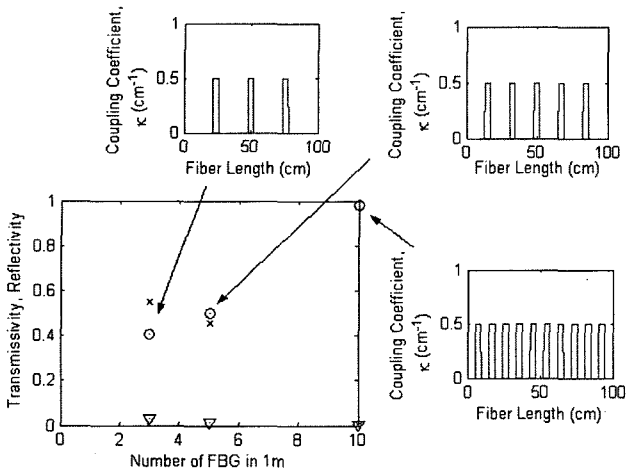 Coupling Coefficient,
κ (cm⁻¹)
1
0.5
0
0 50 100
Fiber Length (cm)
Coupling Coefficient,
κ (cm⁻¹)
1
0.5
0
0 50 100
Fiber Length (cm)
Transmissivity, Reflectivity
1
0.8
0.6
0.4
0.2
0
0 2 4 6 8 10
Number of FBG in 1m
Coupling Coefficient,
κ (cm⁻¹)
1
0.5
0
0 50 100
Fiber Length (cm)